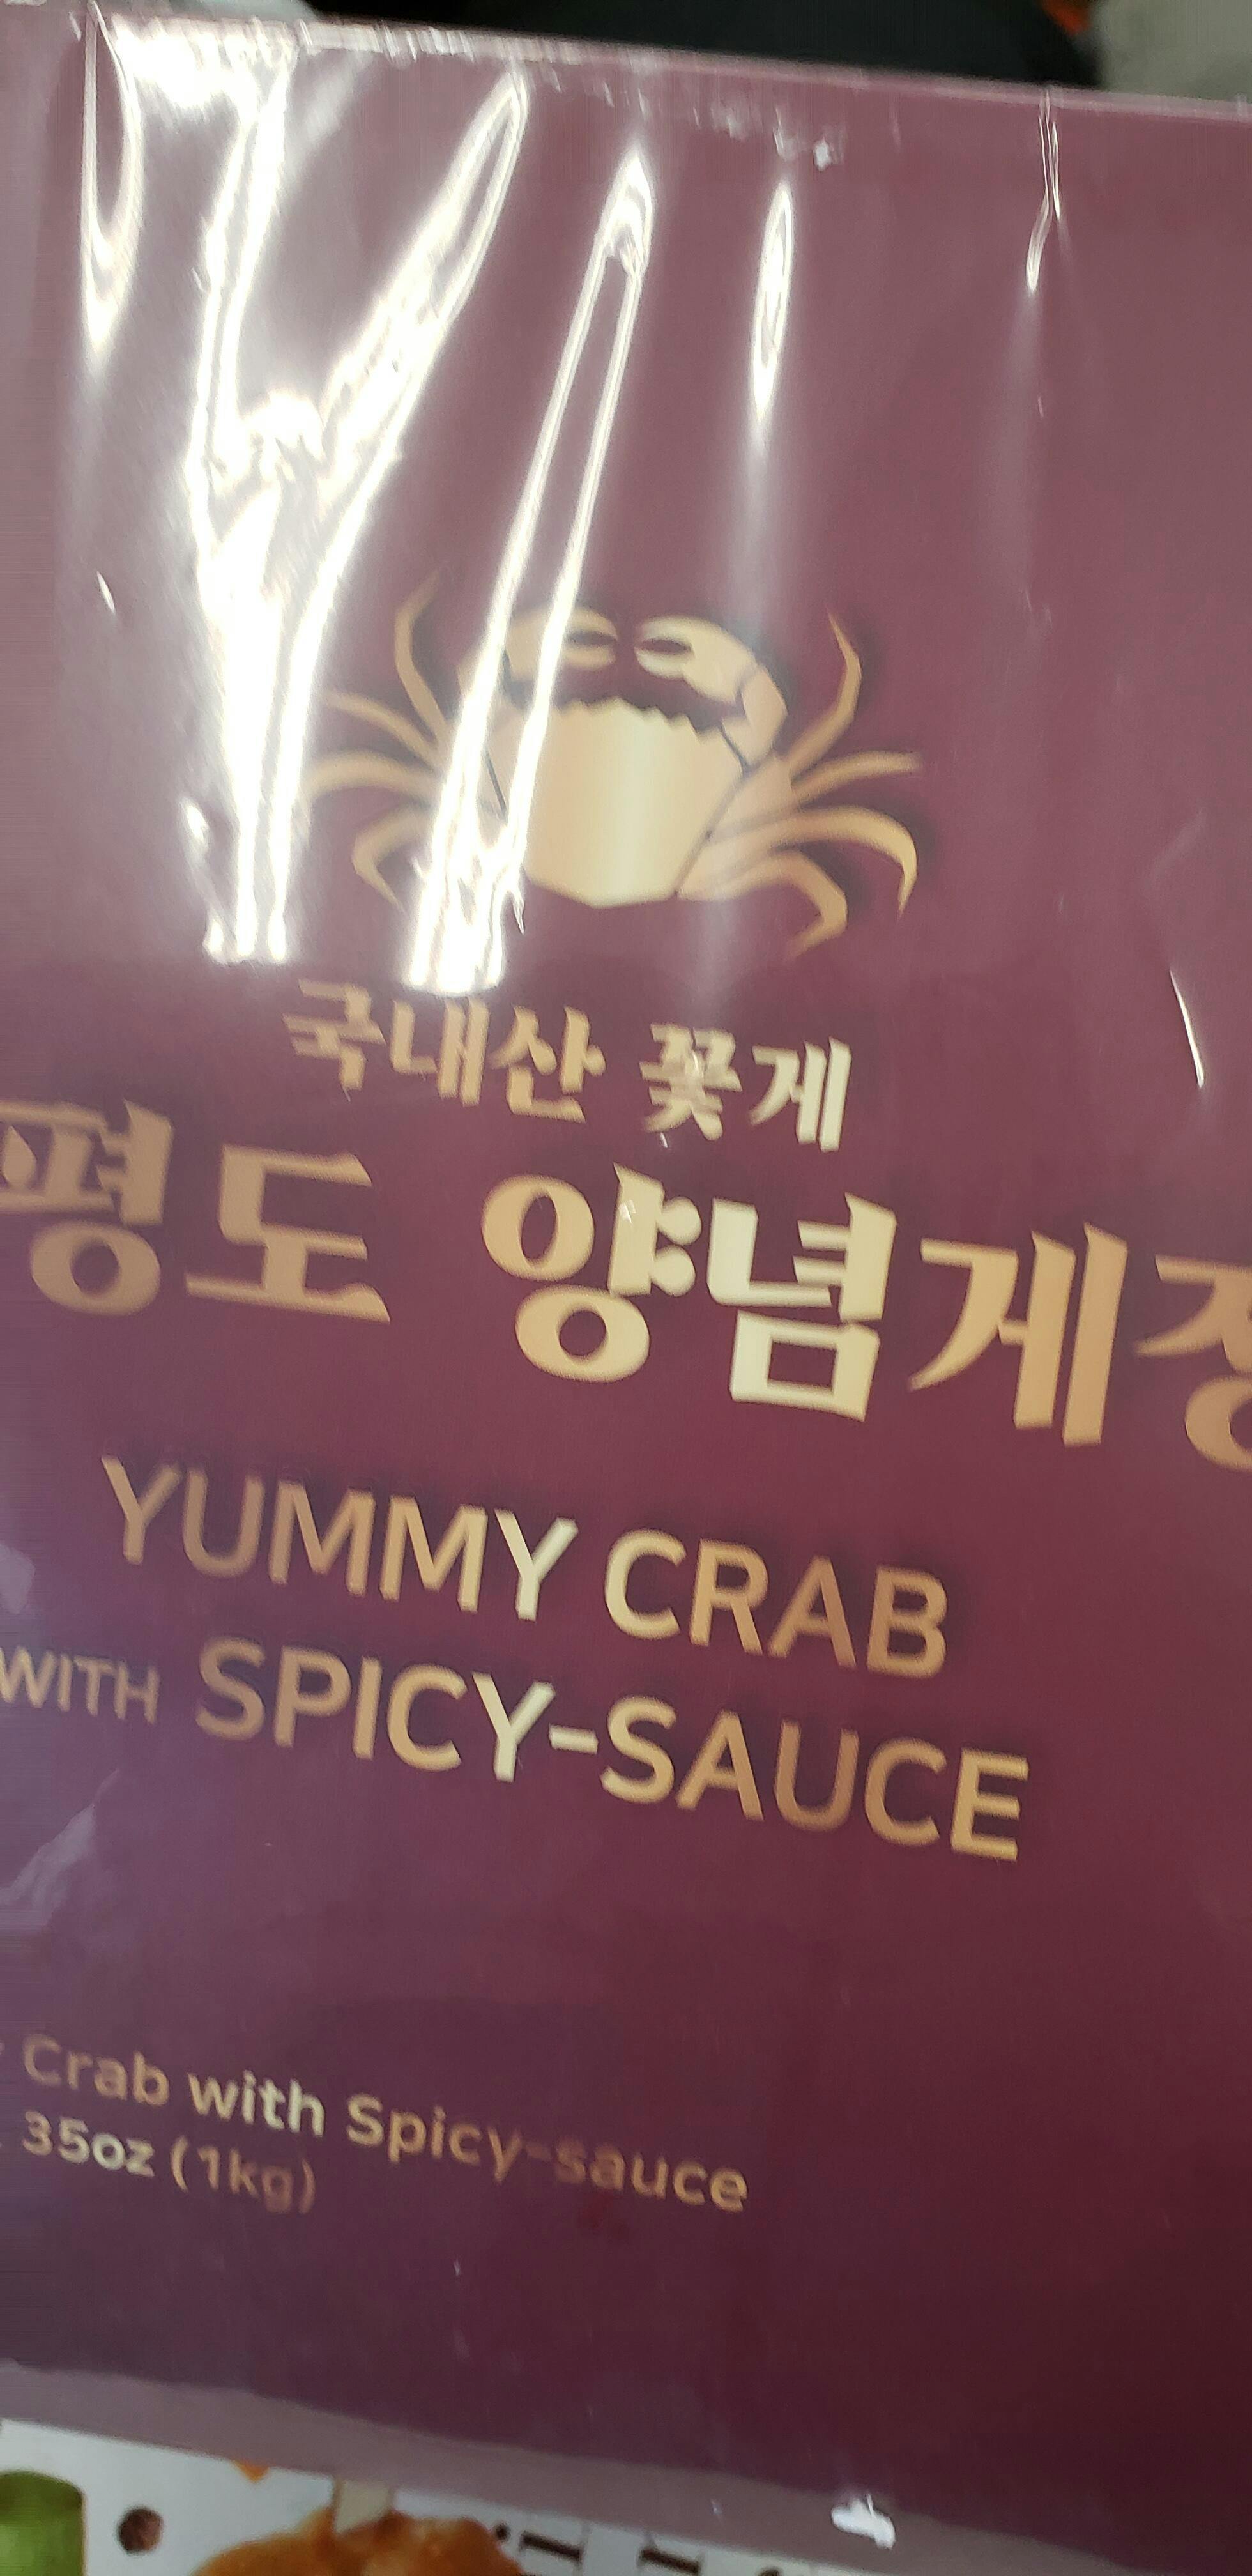 국내산 꽃게
평도 양념게장
YUMMY CRAB
WITH SPICY-SAUCE
Crab with Spicy-sauce
35oz (1kg)